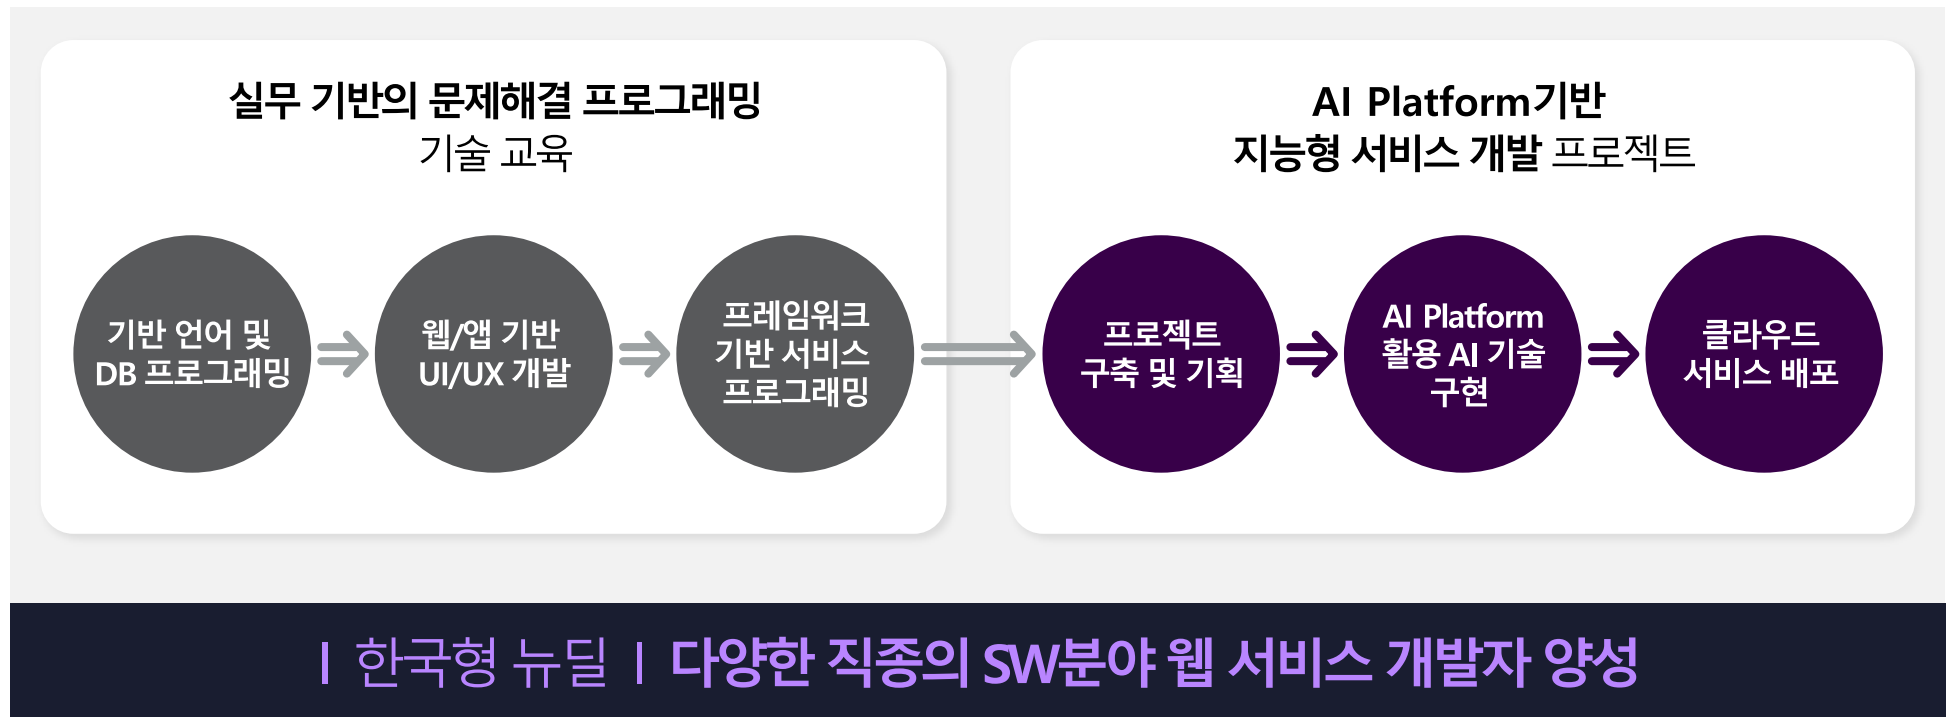 실무 기반의 문제해결 프로그래밍
기술 교육
기반 언어 및
DB 프로그래밍
웹/앱 기반
UI/UX 개발
프레임워크
기반 서비스
프로그래밍
AI Platform기반
지능형 서비스 개발 프로젝트
프로젝트
구축 및 기획
AI Platform
활용 AI 기술
구현
클라우드
서비스 배포
| 한국형 뉴딜 | 다양한 직종의 SW분야 웹 서비스 개발자 양성